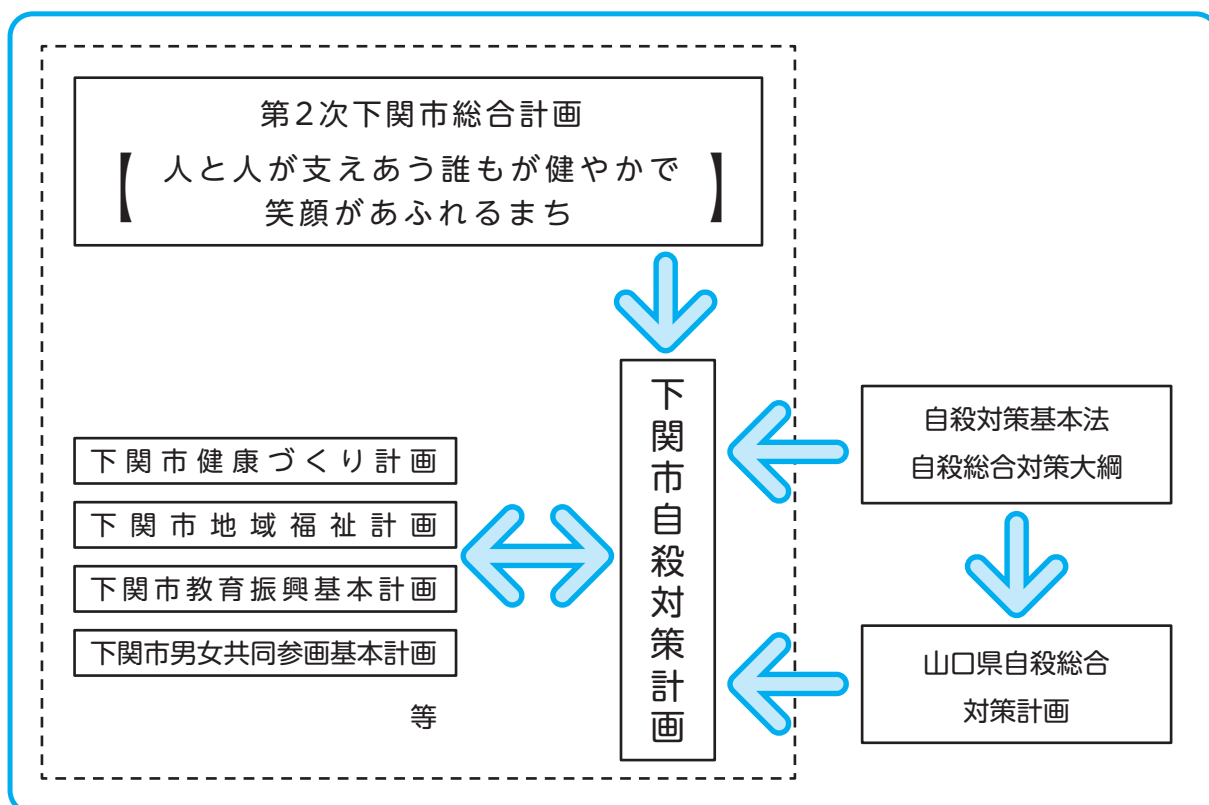 第2次下関市総合計画
【人と人が支えあう誰もが健やかで
笑顔があふれるまち】
下関市健康づくり計画
下関市地域福祉計画
下関市教育振興基本計画
下関市男女共同参画基本計画
等
下関市自殺対策計画
自殺対策基本法
自殺総合対策大綱
山口県自殺総合
対策計画